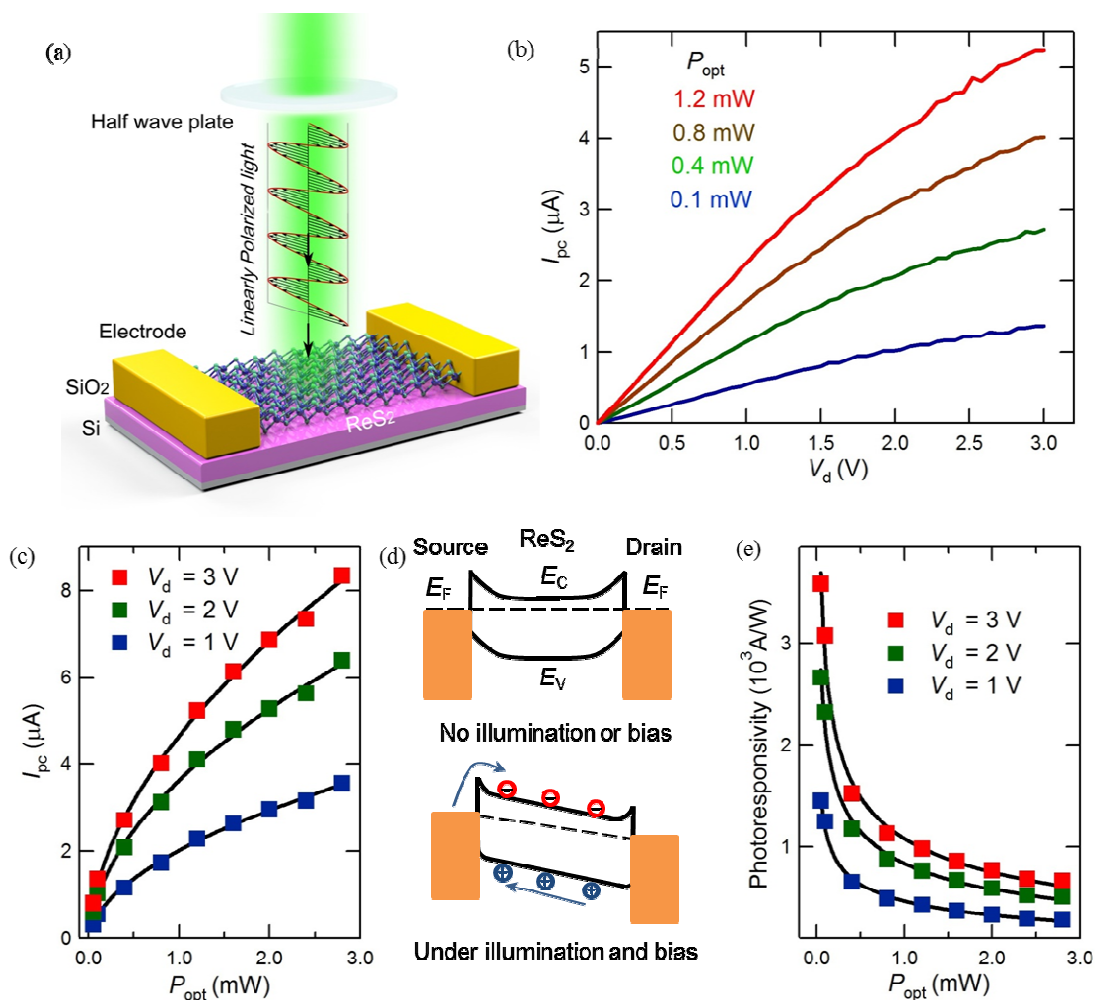 (a)
Half wave plate
Linearly Polarized light
Electrode
SiO2
Si
ReS2
(b)
Popt
1.2 mW
0.8 mW
0.4 mW
0.1 mW
5
4
3
2
1
0
Ipc (μA)
0.0 0.5 1.0 1.5 2.0 2.5 3.0
Vd (V)
(c)
Vd = 3 V
Vd = 2 V
Vd = 1 V
8
6
4
2
0
Ipc (μA)
0.0 1.0 2.0 3.0
Popt (mW)
(d)
Source ReS2 Drain
EF EC EF
EV
No illumination or bias
Under illumination and bias
(e)
Vd = 3 V
Vd = 2 V
Vd = 1 V
3
2
1
Photoresponsivity (10³A/W)
0.0 1.0 2.0 3.0
Popt (mW)